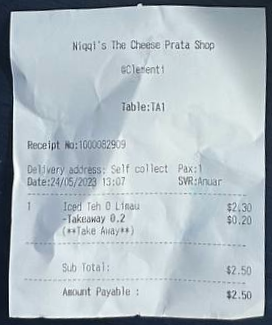 Niqqi's The Cheese Prata Shop
@Clementi
Table:TA1
Receipt No:1000082909
Delivery address: Self collect Pax:1
Date:24/05/2023 13:07 SVR:Anuar
1 Iced Teh O Limau $2.30
-Takeaway 0.2 $0.20
(**Take Away**)
Sub Total: $2.50
Amount Payable : $2.50